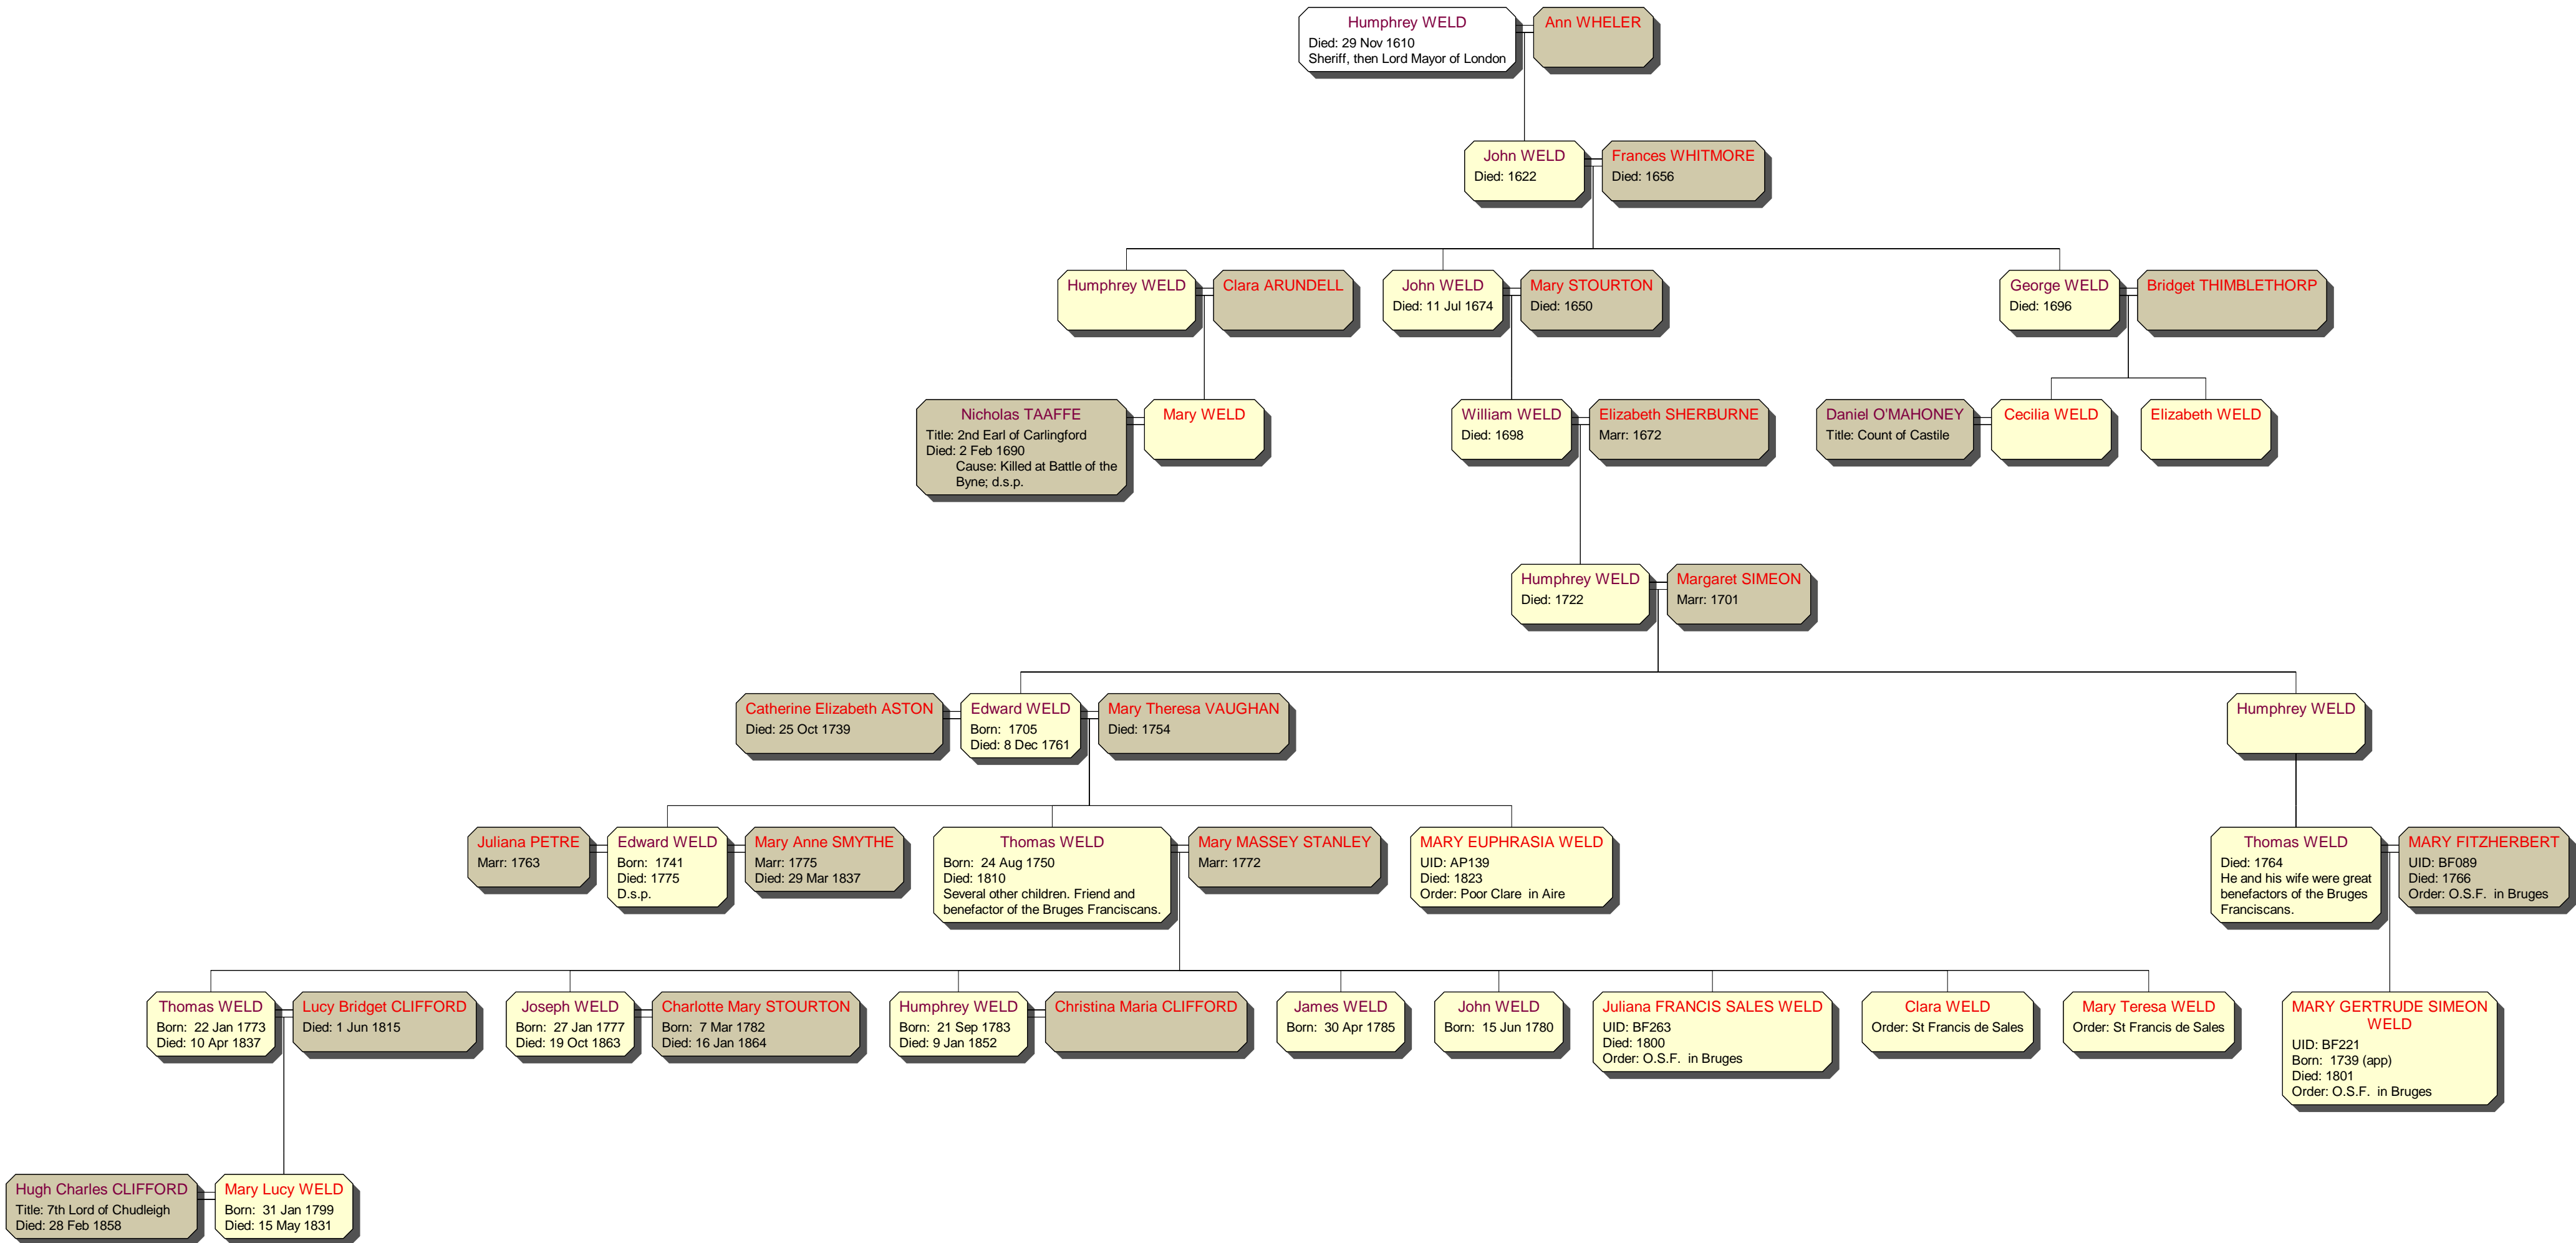 Humphrey WELD
Died: 29 Nov 1610
Sheriff, then Lord Mayor of London
Ann WHELER
John WELD
Died: 1622
Frances WHITMORE
Died: 1656
Humphrey WELD
Clara ARUNDELL
John WELD
Died: 11 Jul 1674
Mary STOURTON
Died: 1650
George WELD
Died: 1696
Bridget THIMBLETHORP
Nicholas TAAFFE
Title: 2nd Earl of Carlingford
Died: 2 Feb 1690
Cause: Killed at Battle of the
Byne; d.s.p.
Mary WELD
William WELD
Died: 1698
Elizabeth SHERBURNE
Marr: 1672
Daniel O'MAHONEY
Title: Count of Castile
Cecilia WELD
Elizabeth WELD
Humphrey WELD
Died: 1722
Margaret SIMEON
Marr: 1701
Catherine Elizabeth ASTON
Died: 25 Oct 1739
Edward WELD
Born: 1705
Died: 8 Dec 1761
Mary Theresa VAUGHAN
Died: 1754
Humphrey WELD
Juliana PETRE
Marr: 1763
Edward WELD
Born: 1741
Died: 1775
D.s.p.
Mary Anne SMYTHE
Marr: 1775
Died: 29 Mar 1837
Thomas WELD
Born: 24 Aug 1750
Died: 1810
Several other children. Friend and
benefactor of the Bruges Franciscans.
Mary MASSEY STANLEY
Marr: 1772
MARY EUPHRASIA WELD
UID: AP139
Died: 1823
Order: Poor Clare in Aire
Thomas WELD
Died: 1764
He and his wife were great
benefactors of the Bruges
Franciscans.
MARY FITZHERBERT
UID: BF089
Died: 1766
Order: O.S.F. in Bruges
Thomas WELD
Born: 22 Jan 1773
Died: 10 Apr 1837
Lucy Bridget CLIFFORD
Died: 1 Jun 1815
Joseph WELD
Born: 27 Jan 1777
Died: 19 Oct 1863
Charlotte Mary STOURTON
Born: 7 Mar 1782
Died: 16 Jan 1864
Humphrey WELD
Born: 21 Sep 1783
Died: 9 Jan 1852
Christina Maria CLIFFORD
James WELD
Born: 30 Apr 1785
John WELD
Born: 15 Jun 1780
Juliana FRANCIS SALES WELD
UID: BF263
Died: 1800
Order: O.S.F. in Bruges
Clara WELD
Order: St Francis de Sales
Mary Teresa WELD
Order: St Francis de Sales
MARY GERTRUDE SIMEON
WELD
UID: BF221
Born: 1739 (app)
Died: 1801
Order: O.S.F. in Bruges
Hugh Charles CLIFFORD
Title: 7th Lord of Chudleigh
Died: 28 Feb 1858
Mary Lucy WELD
Born: 31 Jan 1799
Died: 15 May 1831